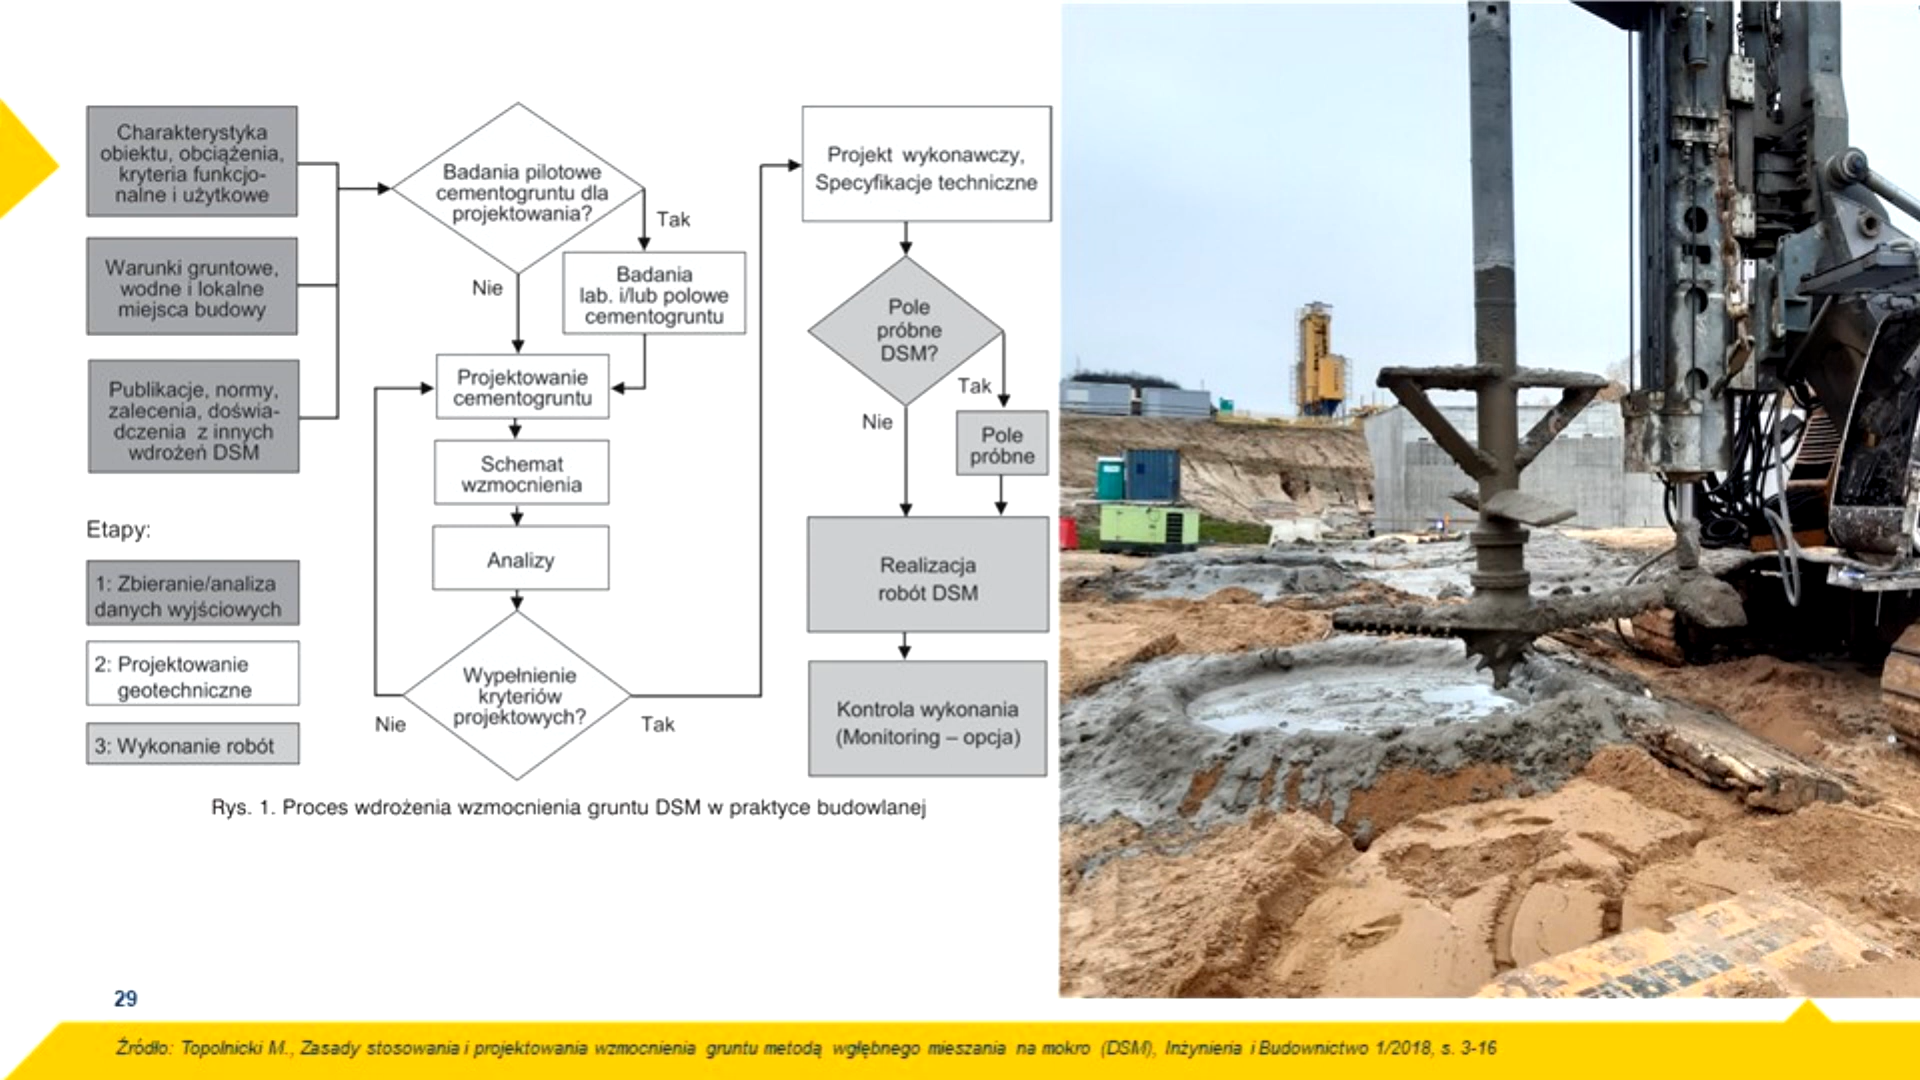 Charakterystyka
obiektu, obciążenia,
kryteria funkcjo-
nalne i użytkowe
Warunki gruntowe,
wodne i lokalne
miejsca budowy
Publikacje, normy,
zalecenia, doświa-
dczenia z innych
wdrożeń DSM
Etapy:
1: Zbieranie/analiza
danych wyjściowych
2: Projektowanie
geotechniczne
3: Wykonanie robót
Badania pilotowe
cementogruntu dla
projektowania?
Tak
Nie
Badania
lab. i/lub polowe
cementogruntu
Projektowanie
cementogruntu
Schemat
wzmocnienia
Analizy
Wypełnienie
kryteriów
projektowych?
Nie
Tak
Projekt wykonawczy,
Specyfikacje techniczne
Pole
próbne
DSM?
Tak
Nie
Pole
próbne
Realizacja
robót DSM
Kontrola wykonania
(Monitoring – opcja)
Rys. 1. Proces wdrożenia wzmocnienia gruntu DSM w praktyce budowlanej
29
Źródło: Topolnicki M., Zasady stosowania i projektowania wzmocnienia gruntu metodą wgłębnego mieszania na mokro (DSM), Inżynieria i Budownictwo 1/2018, s. 3-16